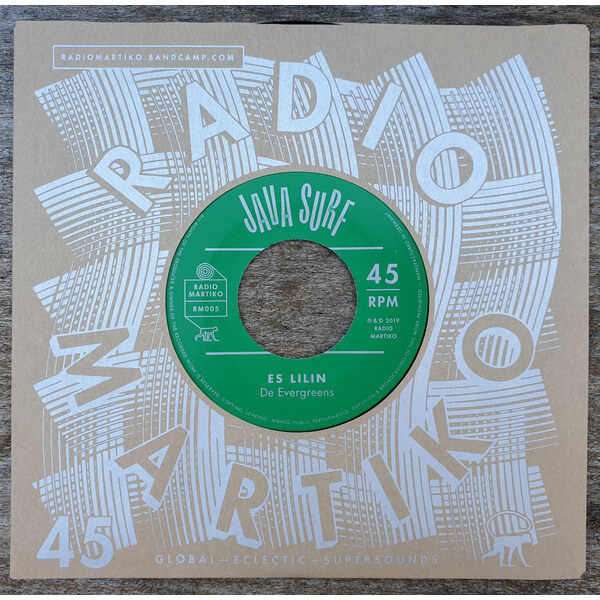 RADIOMARTIKO.BANDCAMP.COM
RADIO
MARTIKO
JAVA SURF
RADIO
MARTIKO
RM005
45
RPM
℗ & © 2019
RADIO
MARTIKO
ES LILIN
De Evergreens
45
GLOBAL—ECLECTIC—SUPERSOUNDS